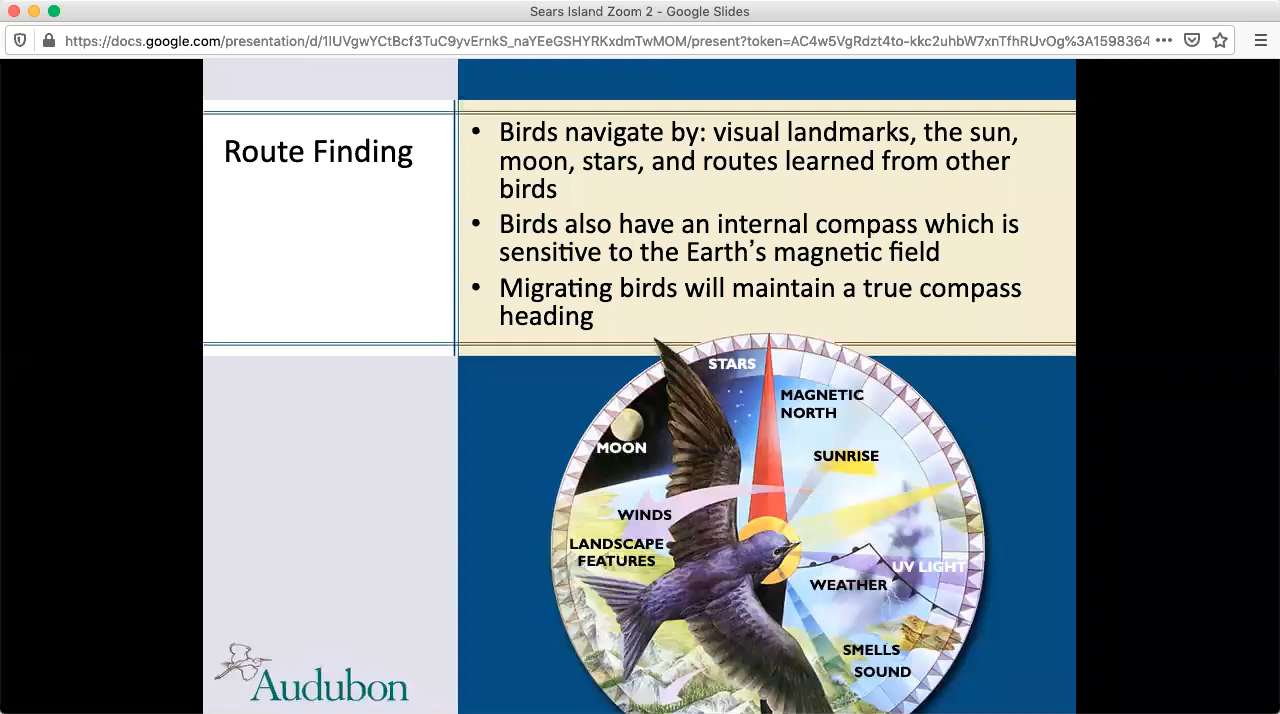 Sears Island Zoom 2 - Google Slides
https://docs.google.com/presentation/d/1IUVgwYCtBcf3TuC9yvErnkS_naYEeGSHYRKxdmTwMOM/present?token=AC4w5VgRdzt4to-kkc2uhbW7xnTfhRUvOg%3A1598364
Route Finding
• Birds navigate by: visual landmarks, the sun,
moon, stars, and routes learned from other
birds
• Birds also have an internal compass which is
sensitive to the Earth's magnetic field
• Migrating birds will maintain a true compass
heading
STARS
MAGNETIC
NORTH
MOON
SUNRISE
WINDS
LANDSCAPE
FEATURES
UV LIGHT
WEATHER
SMELLS
SOUND
Audubon